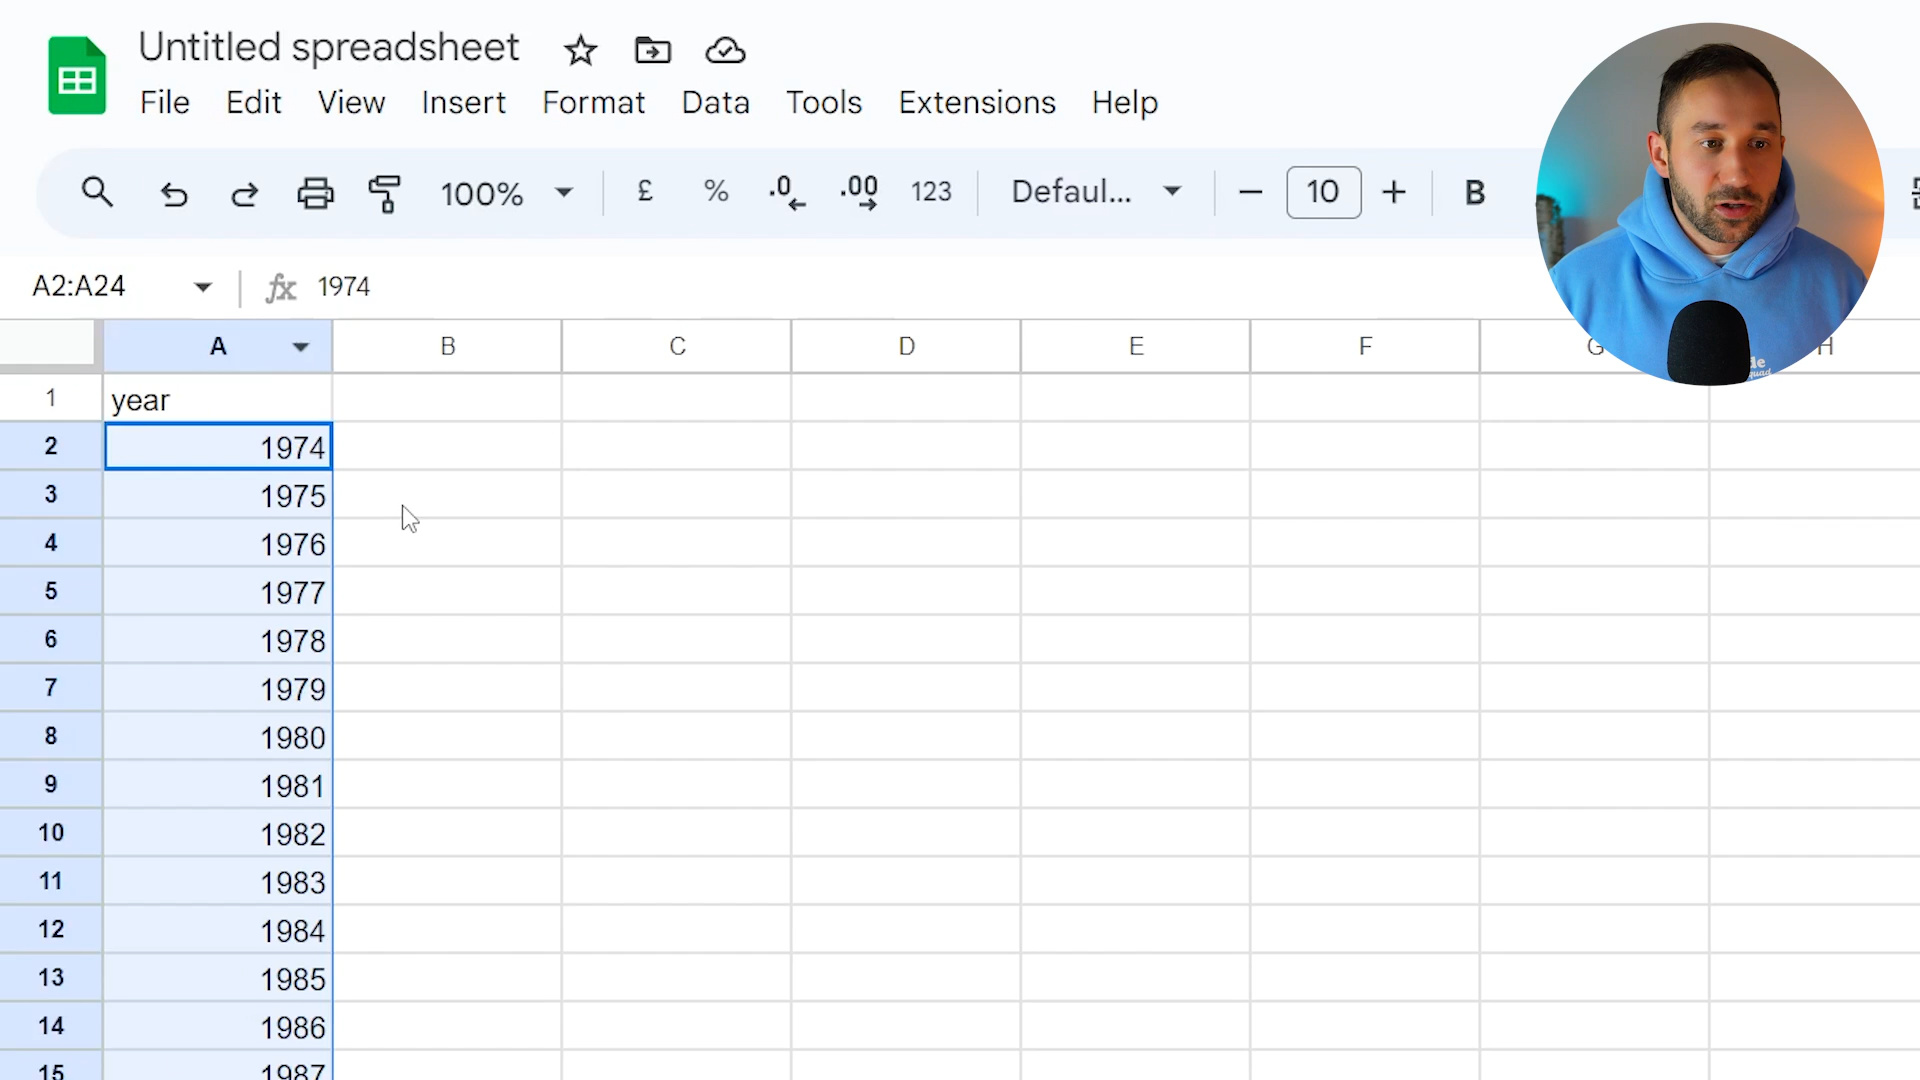 Untitled spreadsheet
File Edit View Insert Format Data Tools Extensions Help
100% £ % .0 .00 123 Defaul... − 10 + B
A2:A24 fx 1974
A B C D E F G H
1 year
2 1974
3 1975
4 1976
5 1977
6 1978
7 1979
8 1980
9 1981
10 1982
11 1983
12 1984
13 1985
14 1986
15 1987